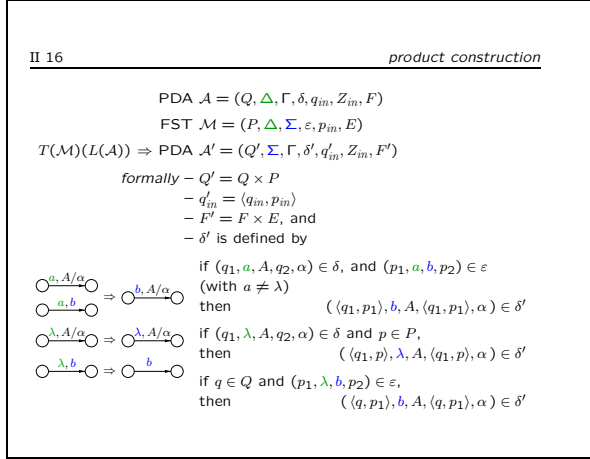 II 16 product construction
PDA 𝒜 = (Q, Δ, Γ, δ, q_in, Z_in, F)
FST ℳ = (P, Δ, Σ, ε, p_in, E)
T(ℳ)(L(𝒜)) ⇒ PDA 𝒜′ = (Q′, Σ, Γ, δ′, q′_in, Z_in, F′)
formally – Q′ = Q × P
– q′_in = ⟨q_in, p_in⟩
– F′ = F × E, and
– δ′ is defined by
a, A/α ⇒ b, A/α
a, b
if (q₁, a, A, q₂, α) ∈ δ, and (p₁, a, b, p₂) ∈ ε
(with a ≠ λ)
then (⟨q₁, p₁⟩, b, A, ⟨q₁, p₁⟩, α) ∈ δ′
λ, A/α ⇒ λ, A/α
if (q₁, λ, A, q₂, α) ∈ δ and p ∈ P,
then (⟨q₁, p⟩, λ, A, ⟨q₁, p⟩, α) ∈ δ′
λ, b ⇒ b
if q ∈ Q and (p₁, λ, b, p₂) ∈ ε,
then (⟨q, p₁⟩, b, A, ⟨q, p₁⟩, α) ∈ δ′